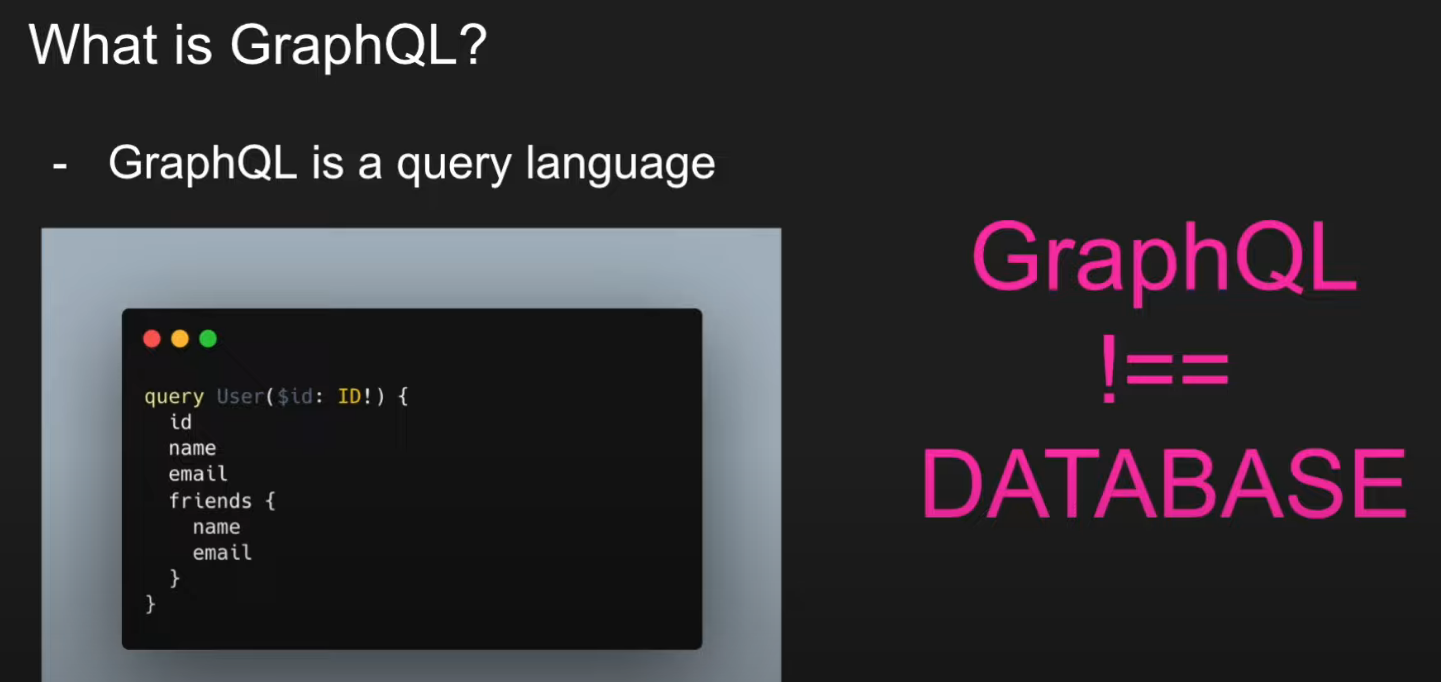 What is GraphQL?
- GraphQL is a query language
query User($id: ID!) {
  id
  name
  email
  friends {
    name
    email
  }
}
GraphQL
!==
DATABASE